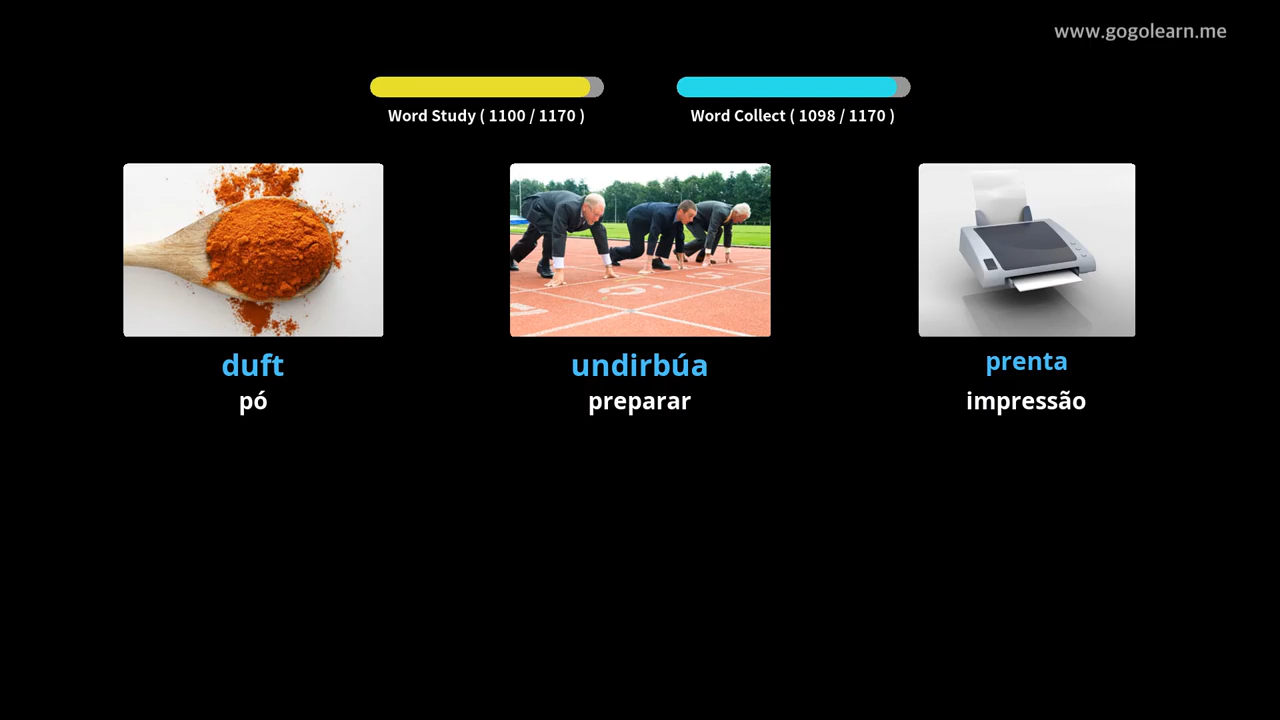 www.gogolearn.me
Word Study ( 1100 / 1170 )
Word Collect ( 1098 / 1170 )
duft
pó
undirbúa
preparar
prenta
impressão